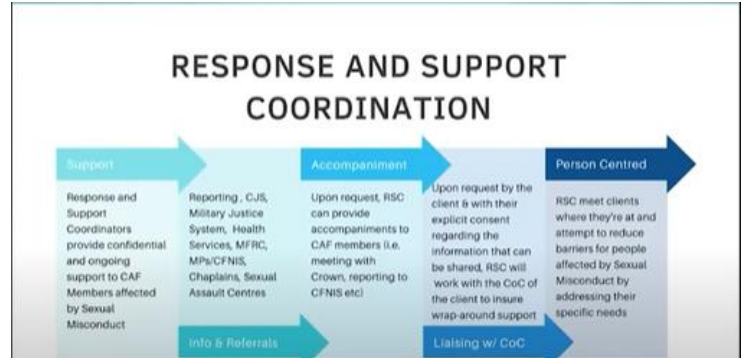 RESPONSE AND SUPPORT
COORDINATION
Support
Response and
Support
Coordinators
provide confidential
and ongoing
support to CAF
Members affected
by Sexual
Misconduct
Reporting , CJS,
Military Justice
System, Health
Services, MFRC,
MPs/CFNIS,
Chaplains, Sexual
Assault Centres
Info & Referrals
Accompaniment
Upon request, RSC
can provide
accompaniments to
CAF members (i.e.
meeting with
Crown, reporting to
CFNIS etc)
Upon request by the
client & with their
explicit consent
regarding the
information that can
be shared, RSC will
work with the CoC of
the client to insure
wrap-around support
Liaising w/ CoC
Person Centred
RSC meet clients
where they're at and
attempt to reduce
barriers for people
affected by Sexual
Misconduct by
addressing their
specific needs